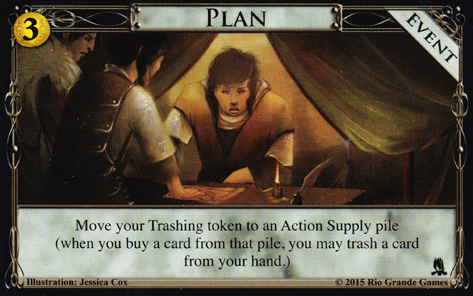 3
PLAN
EVENT
Move your Trashing token to an Action Supply pile
(when you buy a card from that pile, you may trash a card
from your hand.)
Illustration: Jessica Cox
© 2015 Rio Grande Games